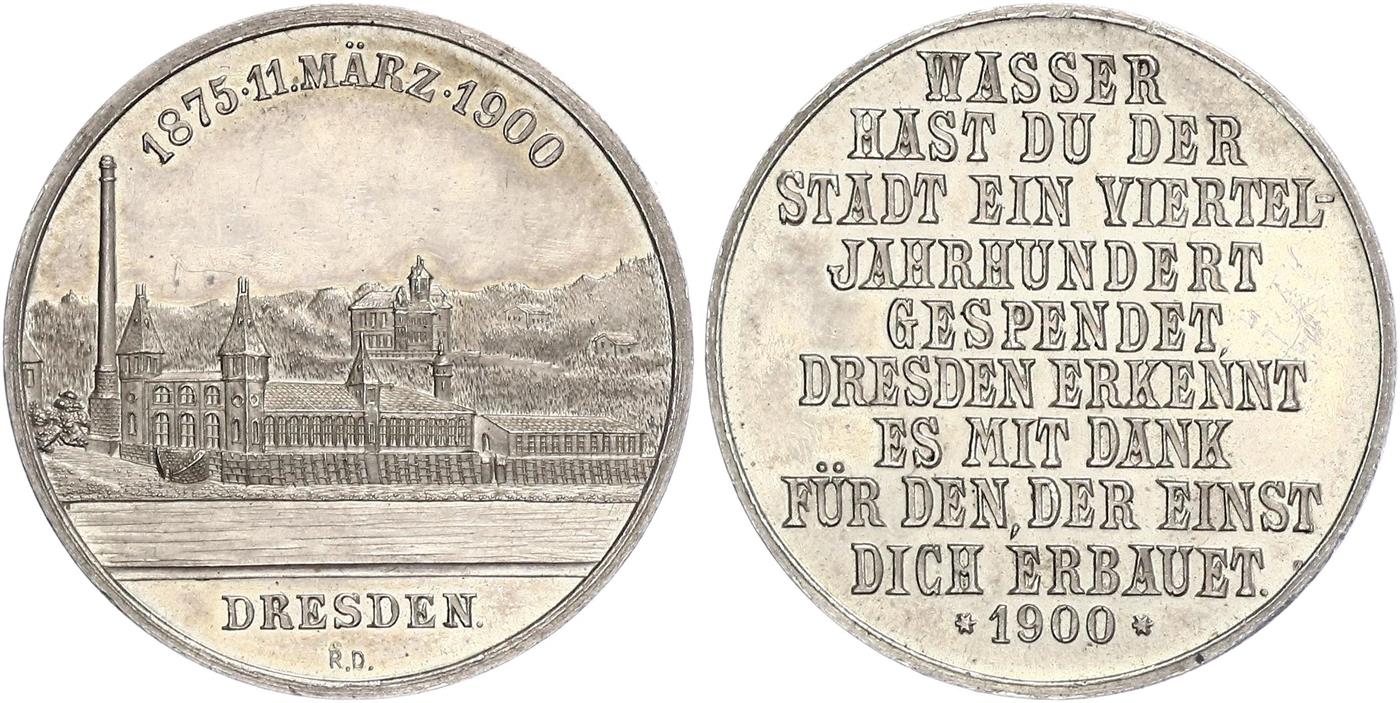 1875·11.MÄRZ·1900
DRESDEN.
R.D.
WASSER
HAST DU DER
STADT EIN VIERTEL-
JAHRHUNDERT
GESPENDET,
DRESDEN ERKENNT
ES MIT DANK
FÜR DEN, DER EINST
DICH ERBAUET.
* 1900 *